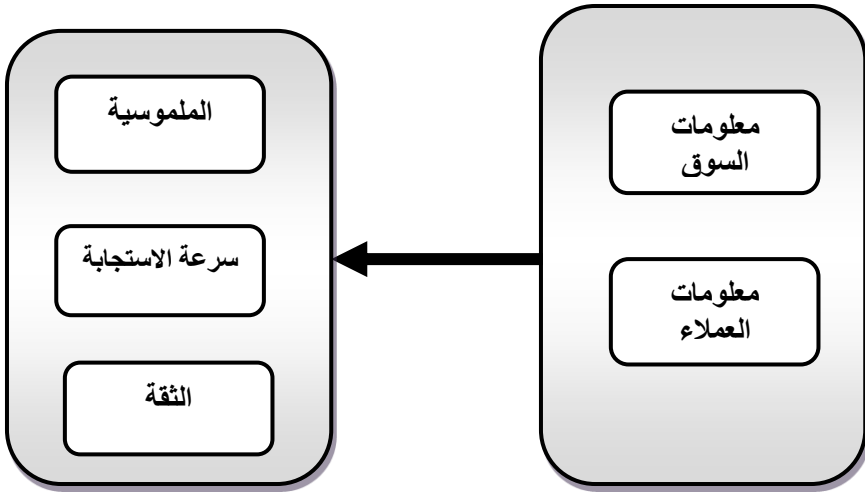 معلومات
السوق
معلومات
العملاء
الملموسية
سرعة الاستجابة
الثقة